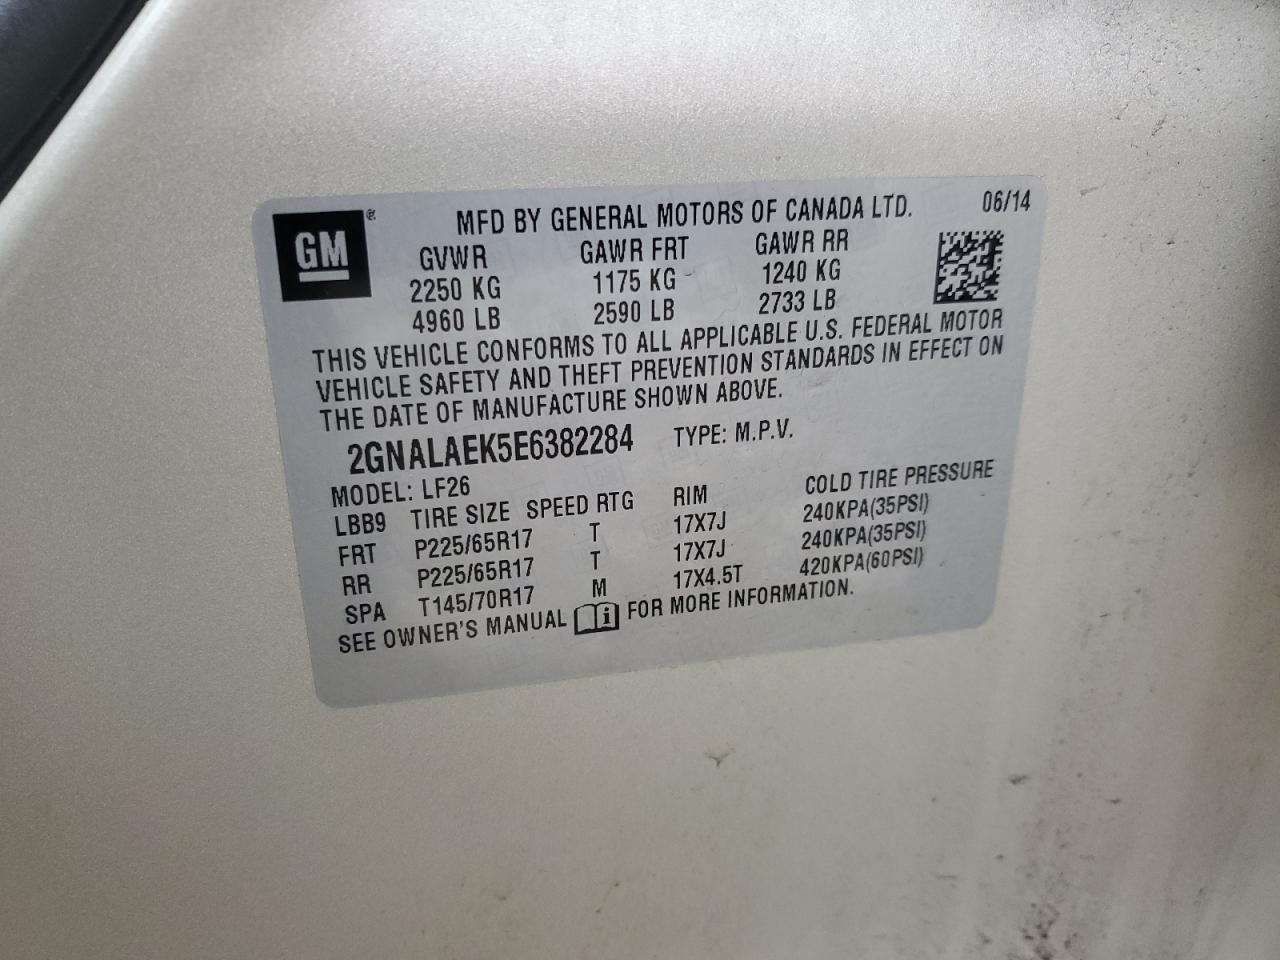 GM ®
MFD BY GENERAL MOTORS OF CANADA LTD. 06/14
GVWR GAWR FRT GAWR RR
2250 KG 1175 KG 1240 KG
4960 LB 2590 LB 2733 LB
THIS VEHICLE CONFORMS TO ALL APPLICABLE U.S. FEDERAL MOTOR
VEHICLE SAFETY AND THEFT PREVENTION STANDARDS IN EFFECT ON
THE DATE OF MANUFACTURE SHOWN ABOVE.
2GNALAEK5E6382284 TYPE: M.P.V.
MODEL: LF26
LBB9 TIRE SIZE SPEED RTG RIM COLD TIRE PRESSURE
FRT P225/65R17 T 17X7J 240KPA(35PSI)
RR P225/65R17 T 17X7J 240KPA(35PSI)
SPA T145/70R17 M 17X4.5T 420KPA(60PSI)
SEE OWNER'S MANUAL i FOR MORE INFORMATION.